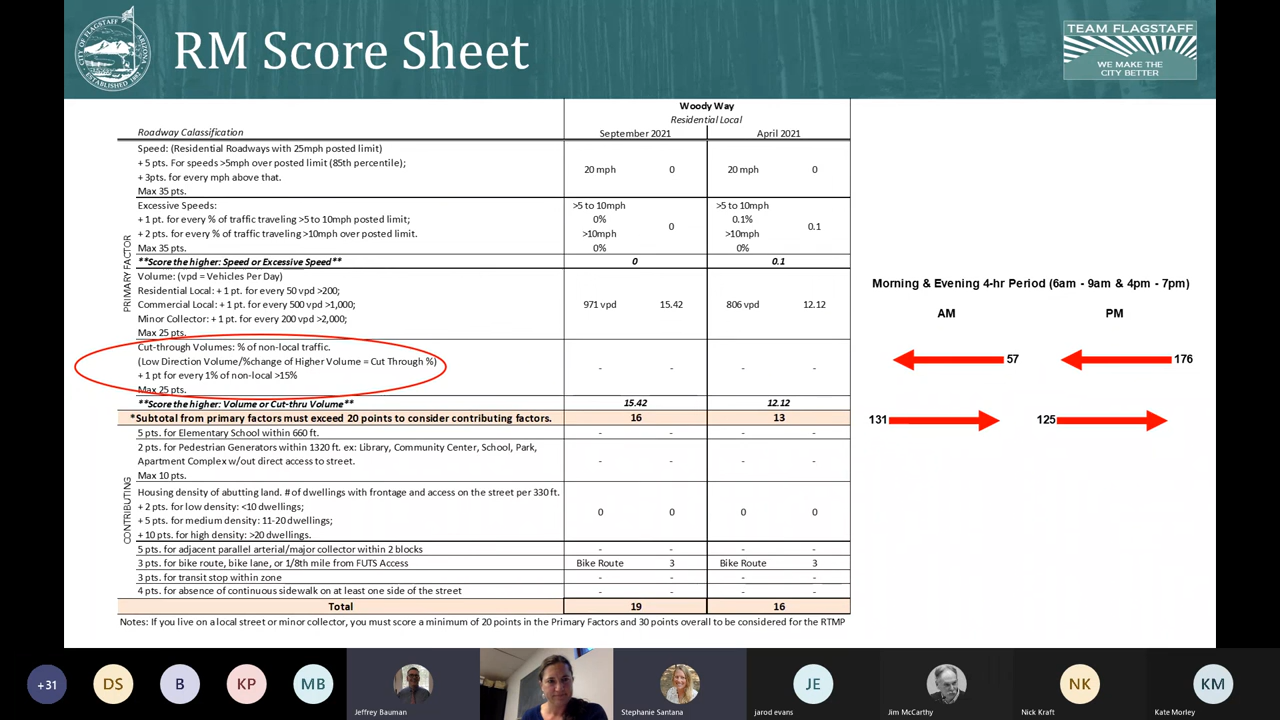 CITY OF FLAGSTAFF
ARIZONA
ESTABLISHED 1882
RM Score Sheet
TEAM FLAGSTAFF
WE MAKE THE
CITY BETTER
Woody Way
Residential Local
Roadway Calassification
September 2021
April 2021
PRIMARY FACTOR
Speed: (Residential Roadways with 25mph posted limit)
+ 5 pts. For speeds >5mph over posted limit (85th percentile);
+ 3pts. for every mph above that.
Max 35 pts.
20 mph 0 20 mph 0
Excessive Speeds:
+ 1 pt. for every % of traffic traveling >5 to 10mph posted limit;
+ 2 pts. for every % of traffic traveling >10mph over posted limit.
Max 35 pts.
>5 to 10mph
0%
>10mph
0%
0
>5 to 10mph
0.1%
>10mph
0%
0.1
**Score the higher: Speed or Excessive Speed** 0 0.1
Volume: (vpd = Vehicles Per Day)
Residential Local: + 1 pt. for every 50 vpd >200;
Commercial Local: + 1 pt. for every 500 vpd >1,000;
Minor Collector: + 1 pt. for every 200 vpd >2,000;
Max 25 pts.
971 vpd 15.42 806 vpd 12.12
Cut-through Volumes: % of non-local traffic.
(Low Direction Volume/%change of Higher Volume = Cut Through %)
+ 1 pt for every 1% of non-local >15%
Max 25 pts.
- - - -
**Score the higher: Volume or Cut-thru Volume** 15.42 12.12
*Subtotal from primary factors must exceed 20 points to consider contributing factors. 16 13
CONTRIBUTING
5 pts. for Elementary School within 660 ft. - - - -
2 pts. for Pedestrian Generators within 1320 ft. ex: Library, Community Center, School, Park,
Apartment Complex w/out direct access to street.
Max 10 pts.
- - - -
Housing density of abutting land. # of dwellings with frontage and access on the street per 330 ft.
+ 2 pts. for low density: <10 dwellings;
+ 5 pts. for medium density: 11-20 dwellings;
+ 10 pts. for high density: >20 dwellings.
0 0 0 0
5 pts. for adjacent parallel arterial/major collector within 2 blocks - - - -
3 pts. for bike route, bike lane, or 1/8th mile from FUTS Access Bike Route 3 Bike Route 3
3 pts. for transit stop within zone - - - -
4 pts. for absence of continuous sidewalk on at least one side of the street - - - -
Total 19 16
Notes: If you live on a local street or minor collector, you must score a minimum of 20 points in the Primary Factors and 30 points overall to be considered for the RTMP
Morning & Evening 4-hr Period (6am - 9am & 4pm - 7pm)
AM PM
57 176
131 125
+31
DS
B
KP
MB
Jeffrey Bauman
Stephanie Santana
JE
jarod evans
Jim McCarthy
NK
Nick Kraft
KM
Kate Morley